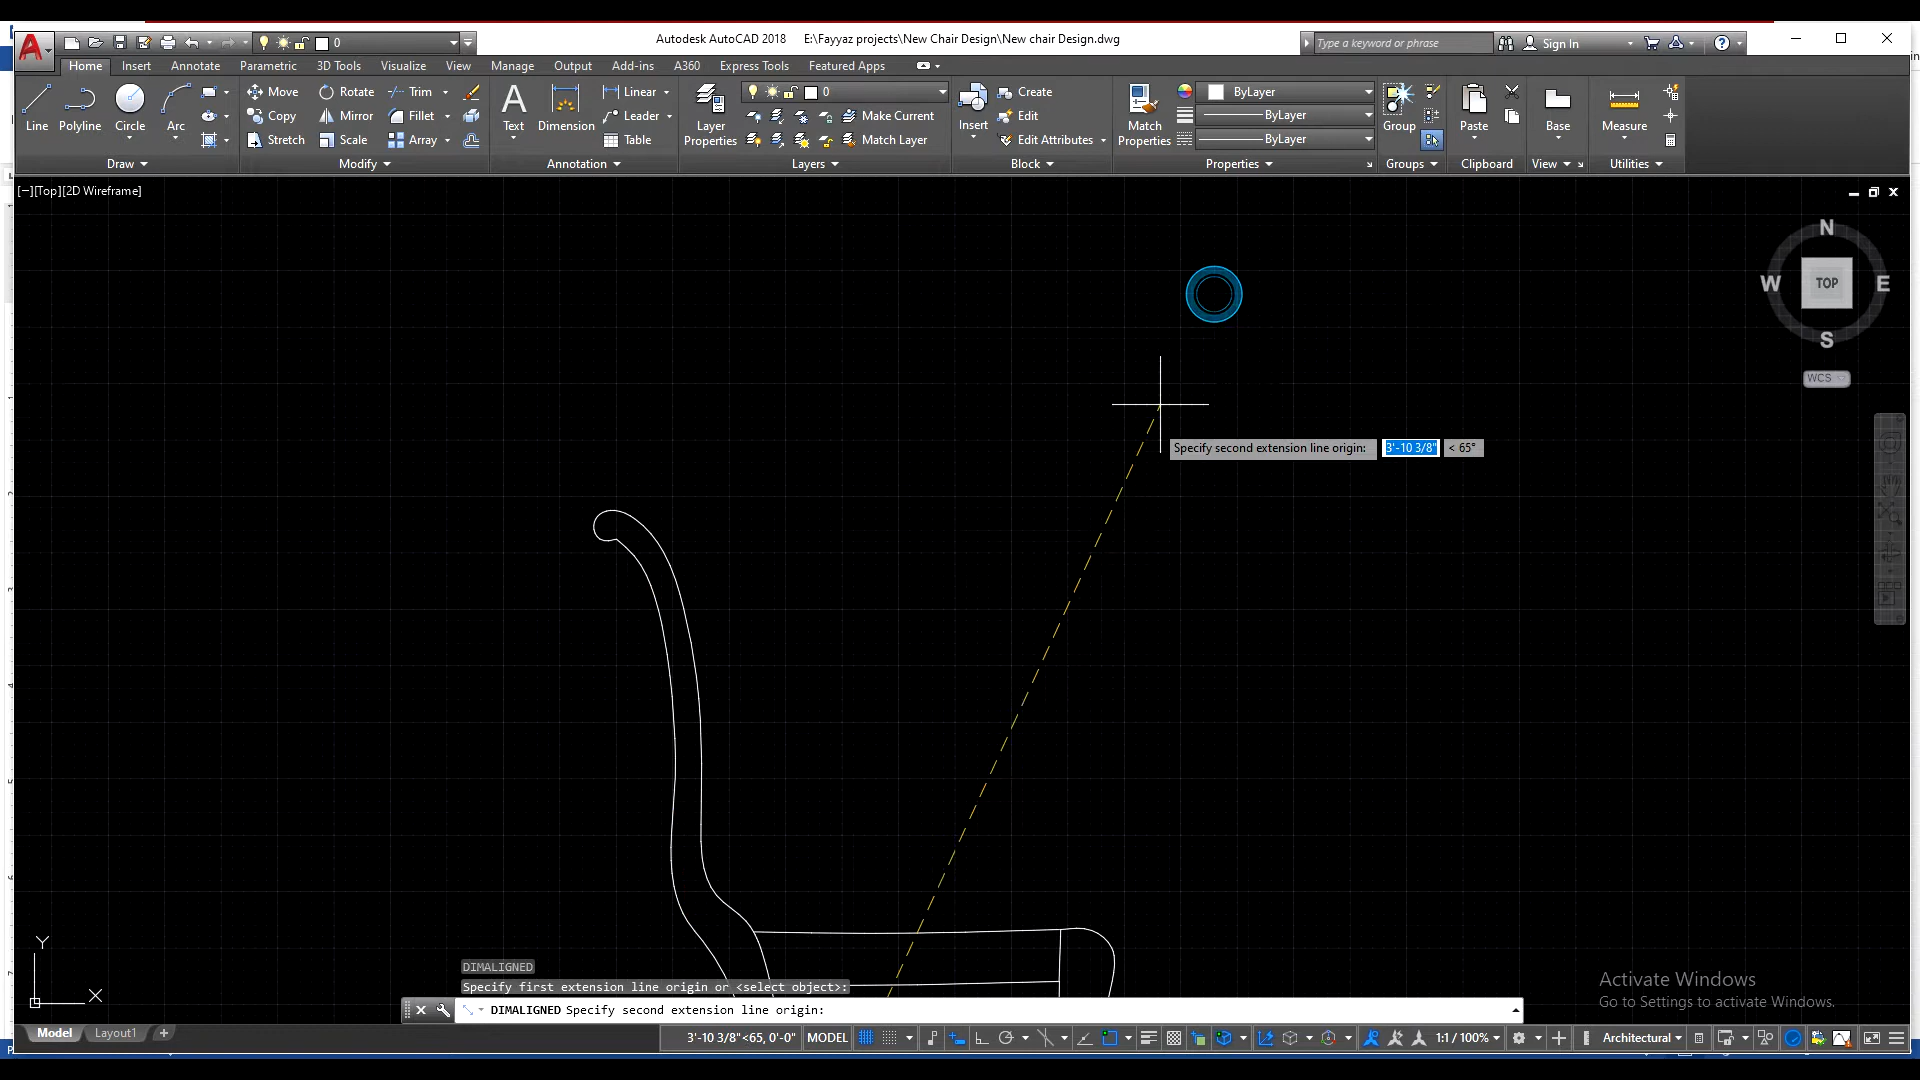 Autodesk AutoCAD 2018 E:\Fayyaz projects\New Chair Design\New chair Design.dwg
0
Type a keyword or phrase
Sign In
Home Insert Annotate Parametric 3D Tools Visualize View Manage Output Add-ins A360 Express Tools Featured Apps
Line Polyline Circle Arc
Draw
Move Rotate Trim
Copy Mirror Fillet
Stretch Scale Array
Modify
Text Dimension
Linear
Leader
Table
Annotation
Layer Properties
0
Make Current
Match Layer
Layers
Insert
Create
Edit
Edit Attributes
Block
Match Properties
ByLayer
ByLayer
ByLayer
Properties
Group
Groups
Paste
Clipboard
Base
View
Measure
Utilities
[−][Top][2D Wireframe]
N
W TOP E
S
WCS
Specify second extension line origin: 3'-10 3/8" < 65°
Y
X
DIMALIGNED
Specify first extension line origin or <select object>:
DIMALIGNED Specify second extension line origin:
Activate Windows
Go to Settings to activate Windows.
Model Layout1
3'-10 3/8"<65, 0'-0" MODEL 1:1 / 100% Architectural